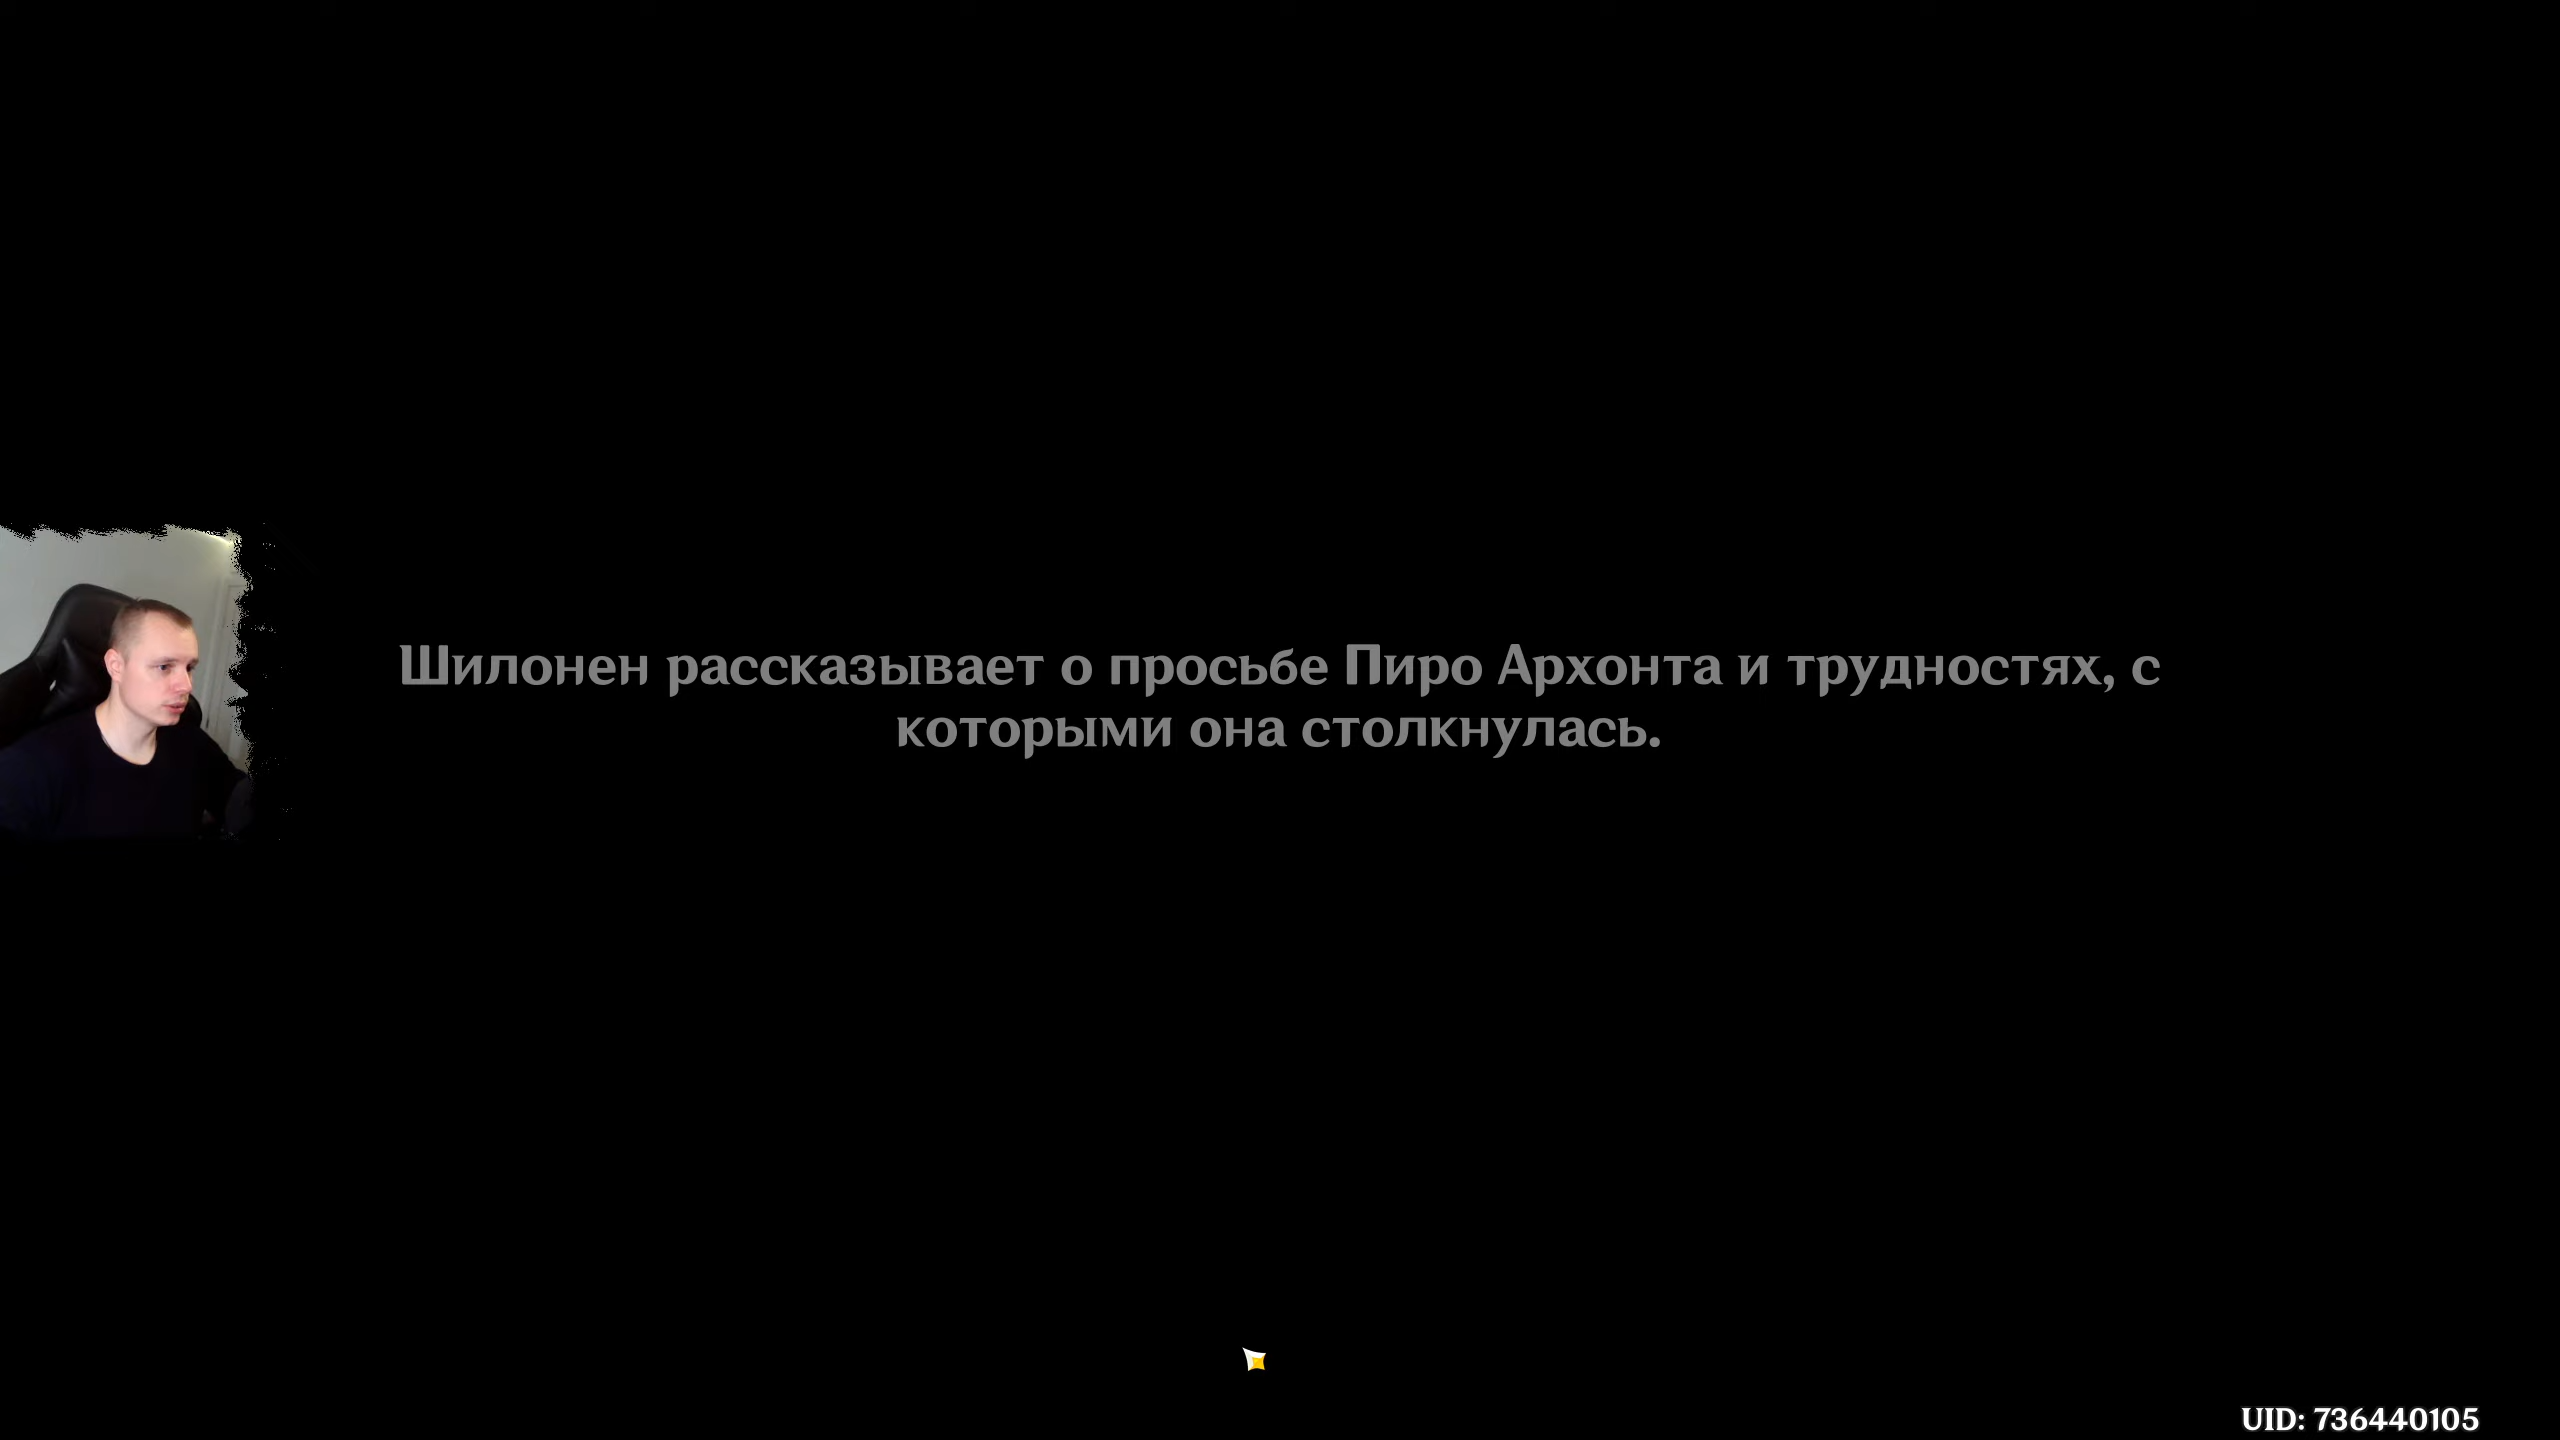 Шилонен рассказывает о просьбе Пиро Архонта и трудностях, с
которыми она столкнулась.
UID: 736440105